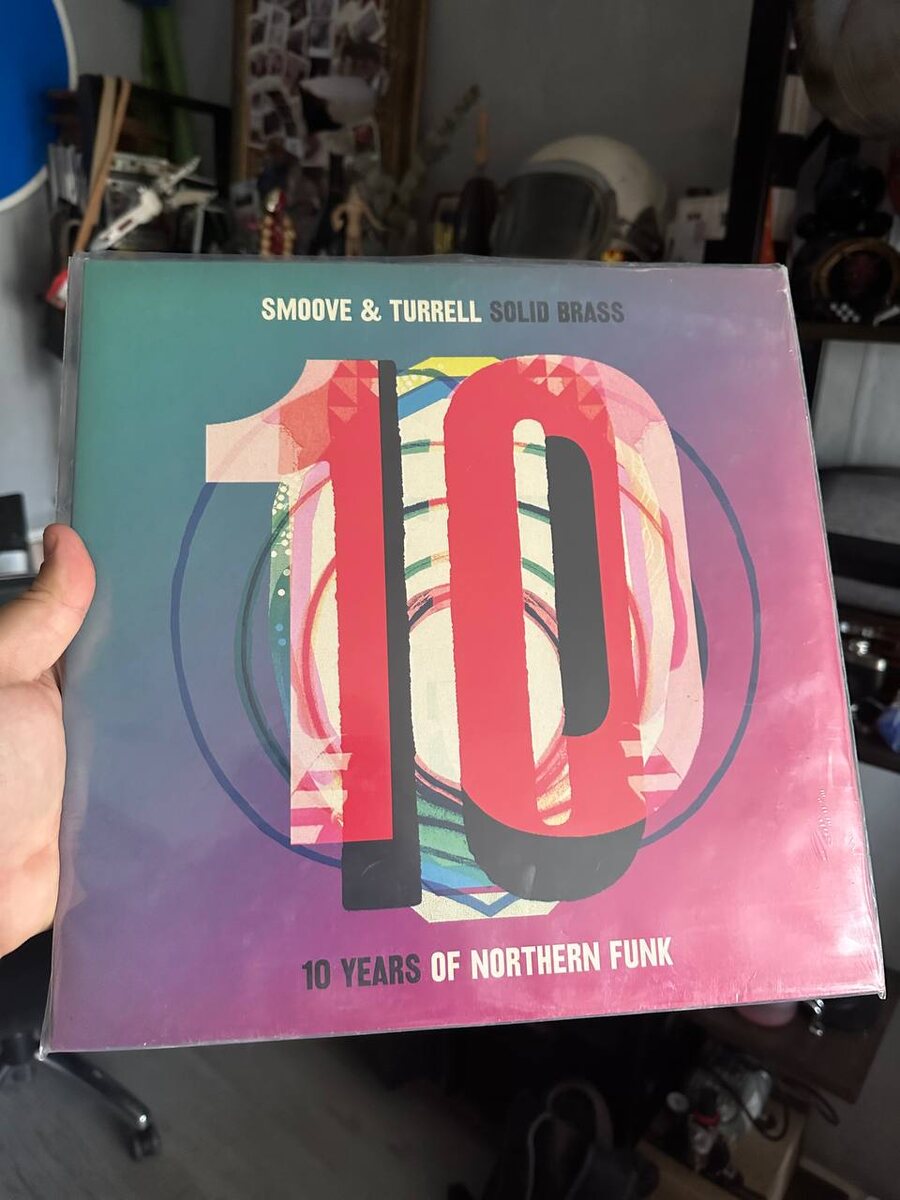 SMOOVE & TURRELL SOLID BRASS
10
10 YEARS OF NORTHERN FUNK